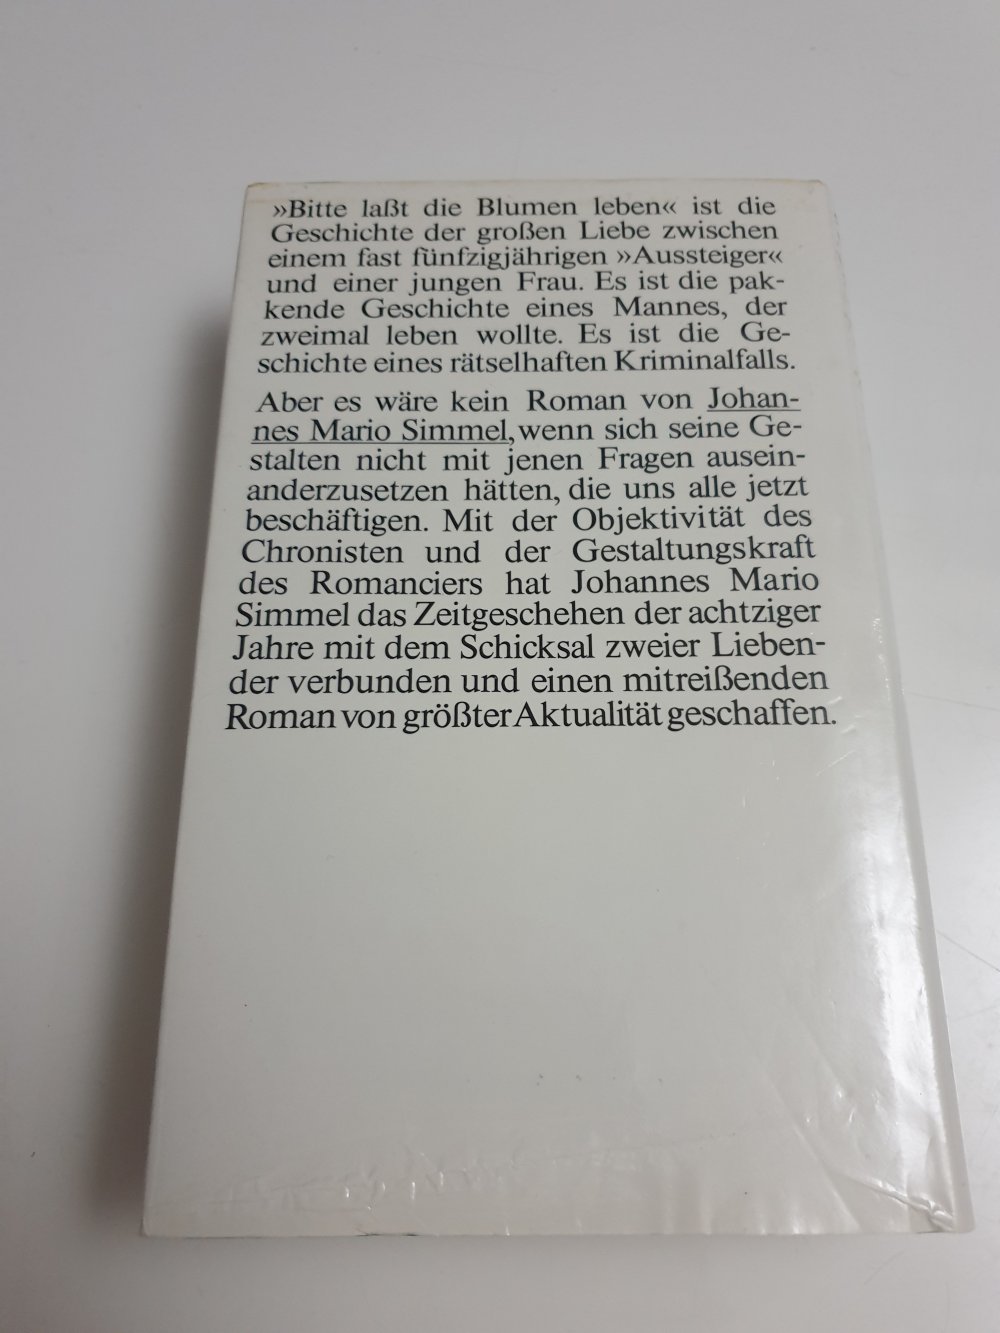 »Bitte laßt die Blumen leben« ist die
Geschichte der großen Liebe zwischen
einem fast fünfzigjährigen »Aussteiger«
und einer jungen Frau. Es ist die pak-
kende Geschichte eines Mannes, der
zweimal leben wollte. Es ist die Ge-
schichte eines rätselhaften Kriminalfalls.
Aber es wäre kein Roman von Johan-
nes Mario Simmel, wenn sich seine Ge-
stalten nicht mit jenen Fragen ausein-
anderzusetzen hätten, die uns alle jetzt
beschäftigen. Mit der Objektivität des
Chronisten und der Gestaltungskraft
des Romanciers hat Johannes Mario
Simmel das Zeitgeschehen der achtziger
Jahre mit dem Schicksal zweier Lieben-
der verbunden und einen mitreißenden
Roman von größter Aktualität geschaffen.